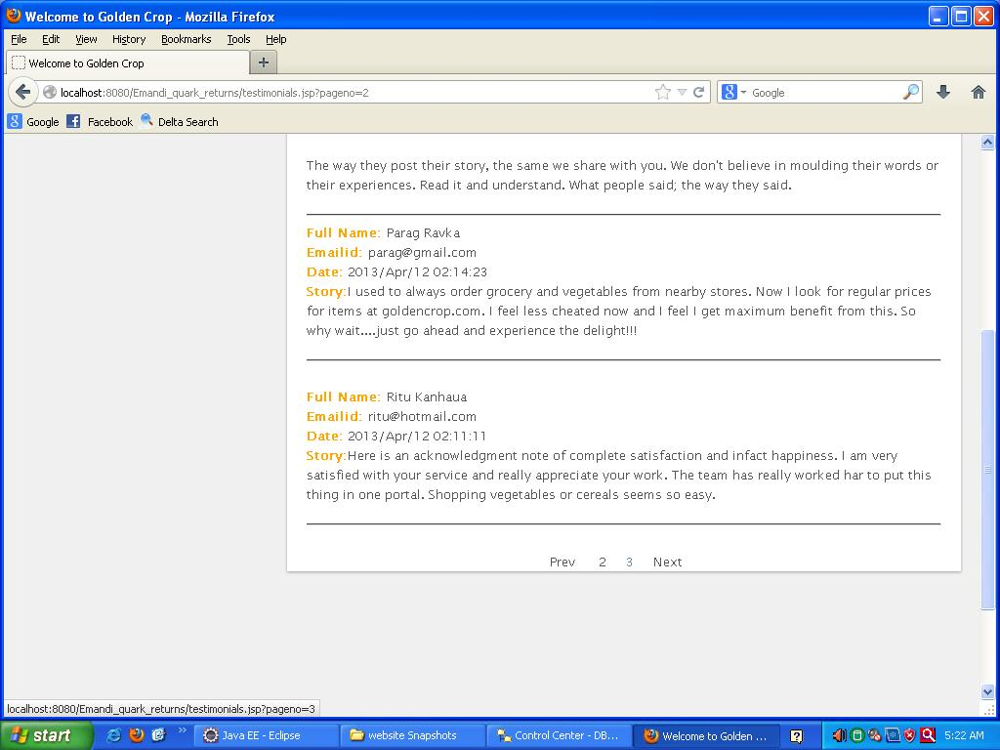 Welcome to Golden Crop - Mozilla Firefox
File Edit View History Bookmarks Tools Help
Welcome to Golden Crop
localhost:8080/Emandi_quark_returns/testimonials.jsp?pageno=2
Google
Google Facebook Delta Search
The way they post their story, the same we share with you. We don't believe in moulding their words or
their experiences. Read it and understand. What people said; the way they said.
Full Name: Parag Ravka
Emailid: parag@gmail.com
Date: 2013/Apr/12 02:14:23
Story:I used to always order grocery and vegetables from nearby stores. Now I look for regular prices
for items at goldencrop.com. I feel less cheated now and I feel I get maximum benefit from this. So
why wait....just go ahead and experience the delight!!!
Full Name: Ritu Kanhaua
Emailid: ritu@hotmail.com
Date: 2013/Apr/12 02:11:11
Story:Here is an acknowledgment note of complete satisfaction and infact happiness. I am very
satisfied with your service and really appreciate your work. The team has really worked har to put this
thing in one portal. Shopping vegetables or cereals seems so easy.
Prev 2 3 Next
localhost:8080/Emandi_quark_returns/testimonials.jsp?pageno=3
start Java EE - Eclipse website Snapshots Control Center - DB... Welcome to Golden ... 5:22 AM